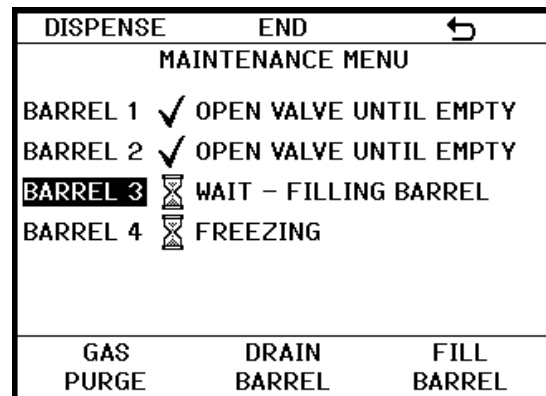 DISPENSE END
MAINTENANCE MENU
BARREL 1 OPEN VALVE UNTIL EMPTY
BARREL 2 OPEN VALVE UNTIL EMPTY
BARREL 3 WAIT – FILLING BARREL
BARREL 4 FREEZING
GAS DRAIN FILL
PURGE BARREL BARREL